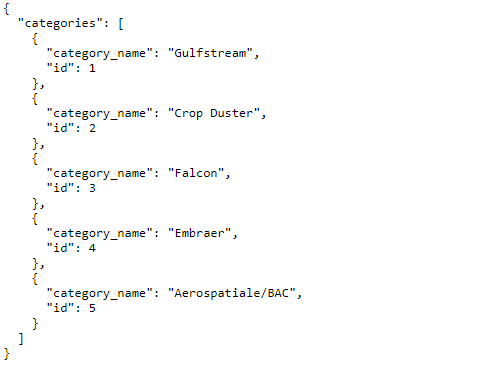 {
  "categories": [
    {
      "category_name": "Gulfstream",
      "id": 1
    },
    {
      "category_name": "Crop Duster",
      "id": 2
    },
    {
      "category_name": "Falcon",
      "id": 3
    },
    {
      "category_name": "Embraer",
      "id": 4
    },
    {
      "category_name": "Aerospatiale/BAC",
      "id": 5
    }
  ]
}